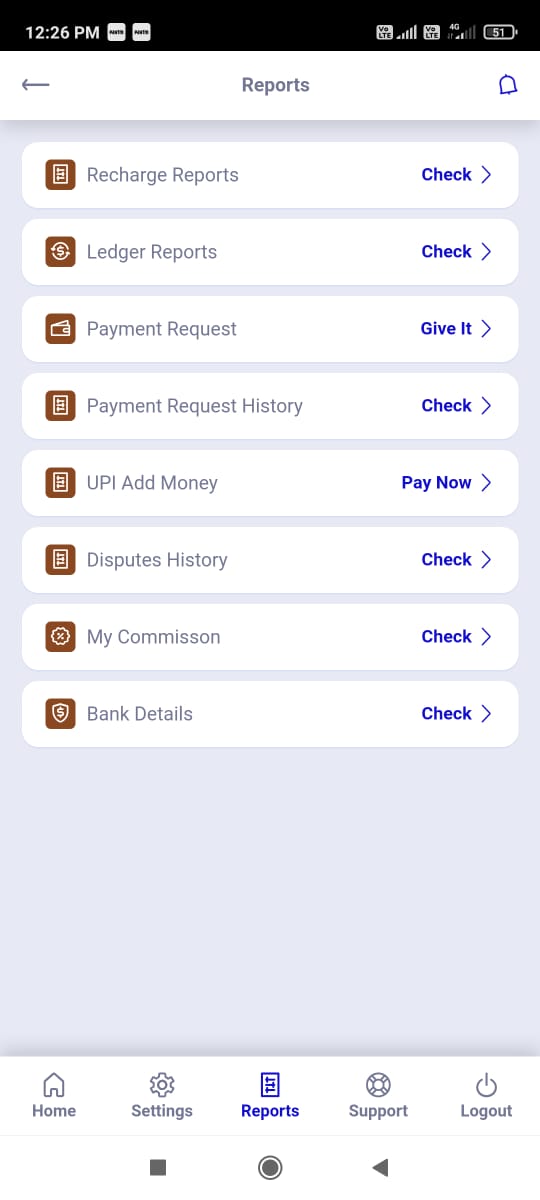 12:26 PM
Vo LTE Vo LTE 4G 51
Reports
Recharge Reports Check
Ledger Reports Check
Payment Request Give It
Payment Request History Check
UPI Add Money Pay Now
Disputes History Check
My Commisson Check
Bank Details Check
Home Settings Reports Support Logout